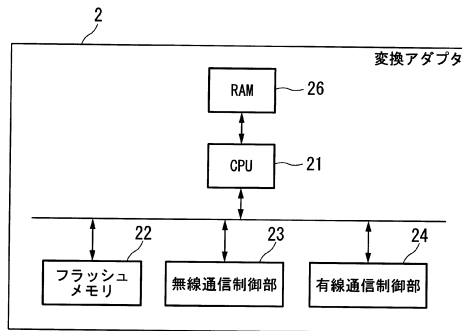 2
変換アダプタ
RAM
26
CPU
21
22
23
24
フラッシュ
メモリ
無線通信制御部
有線通信制御部